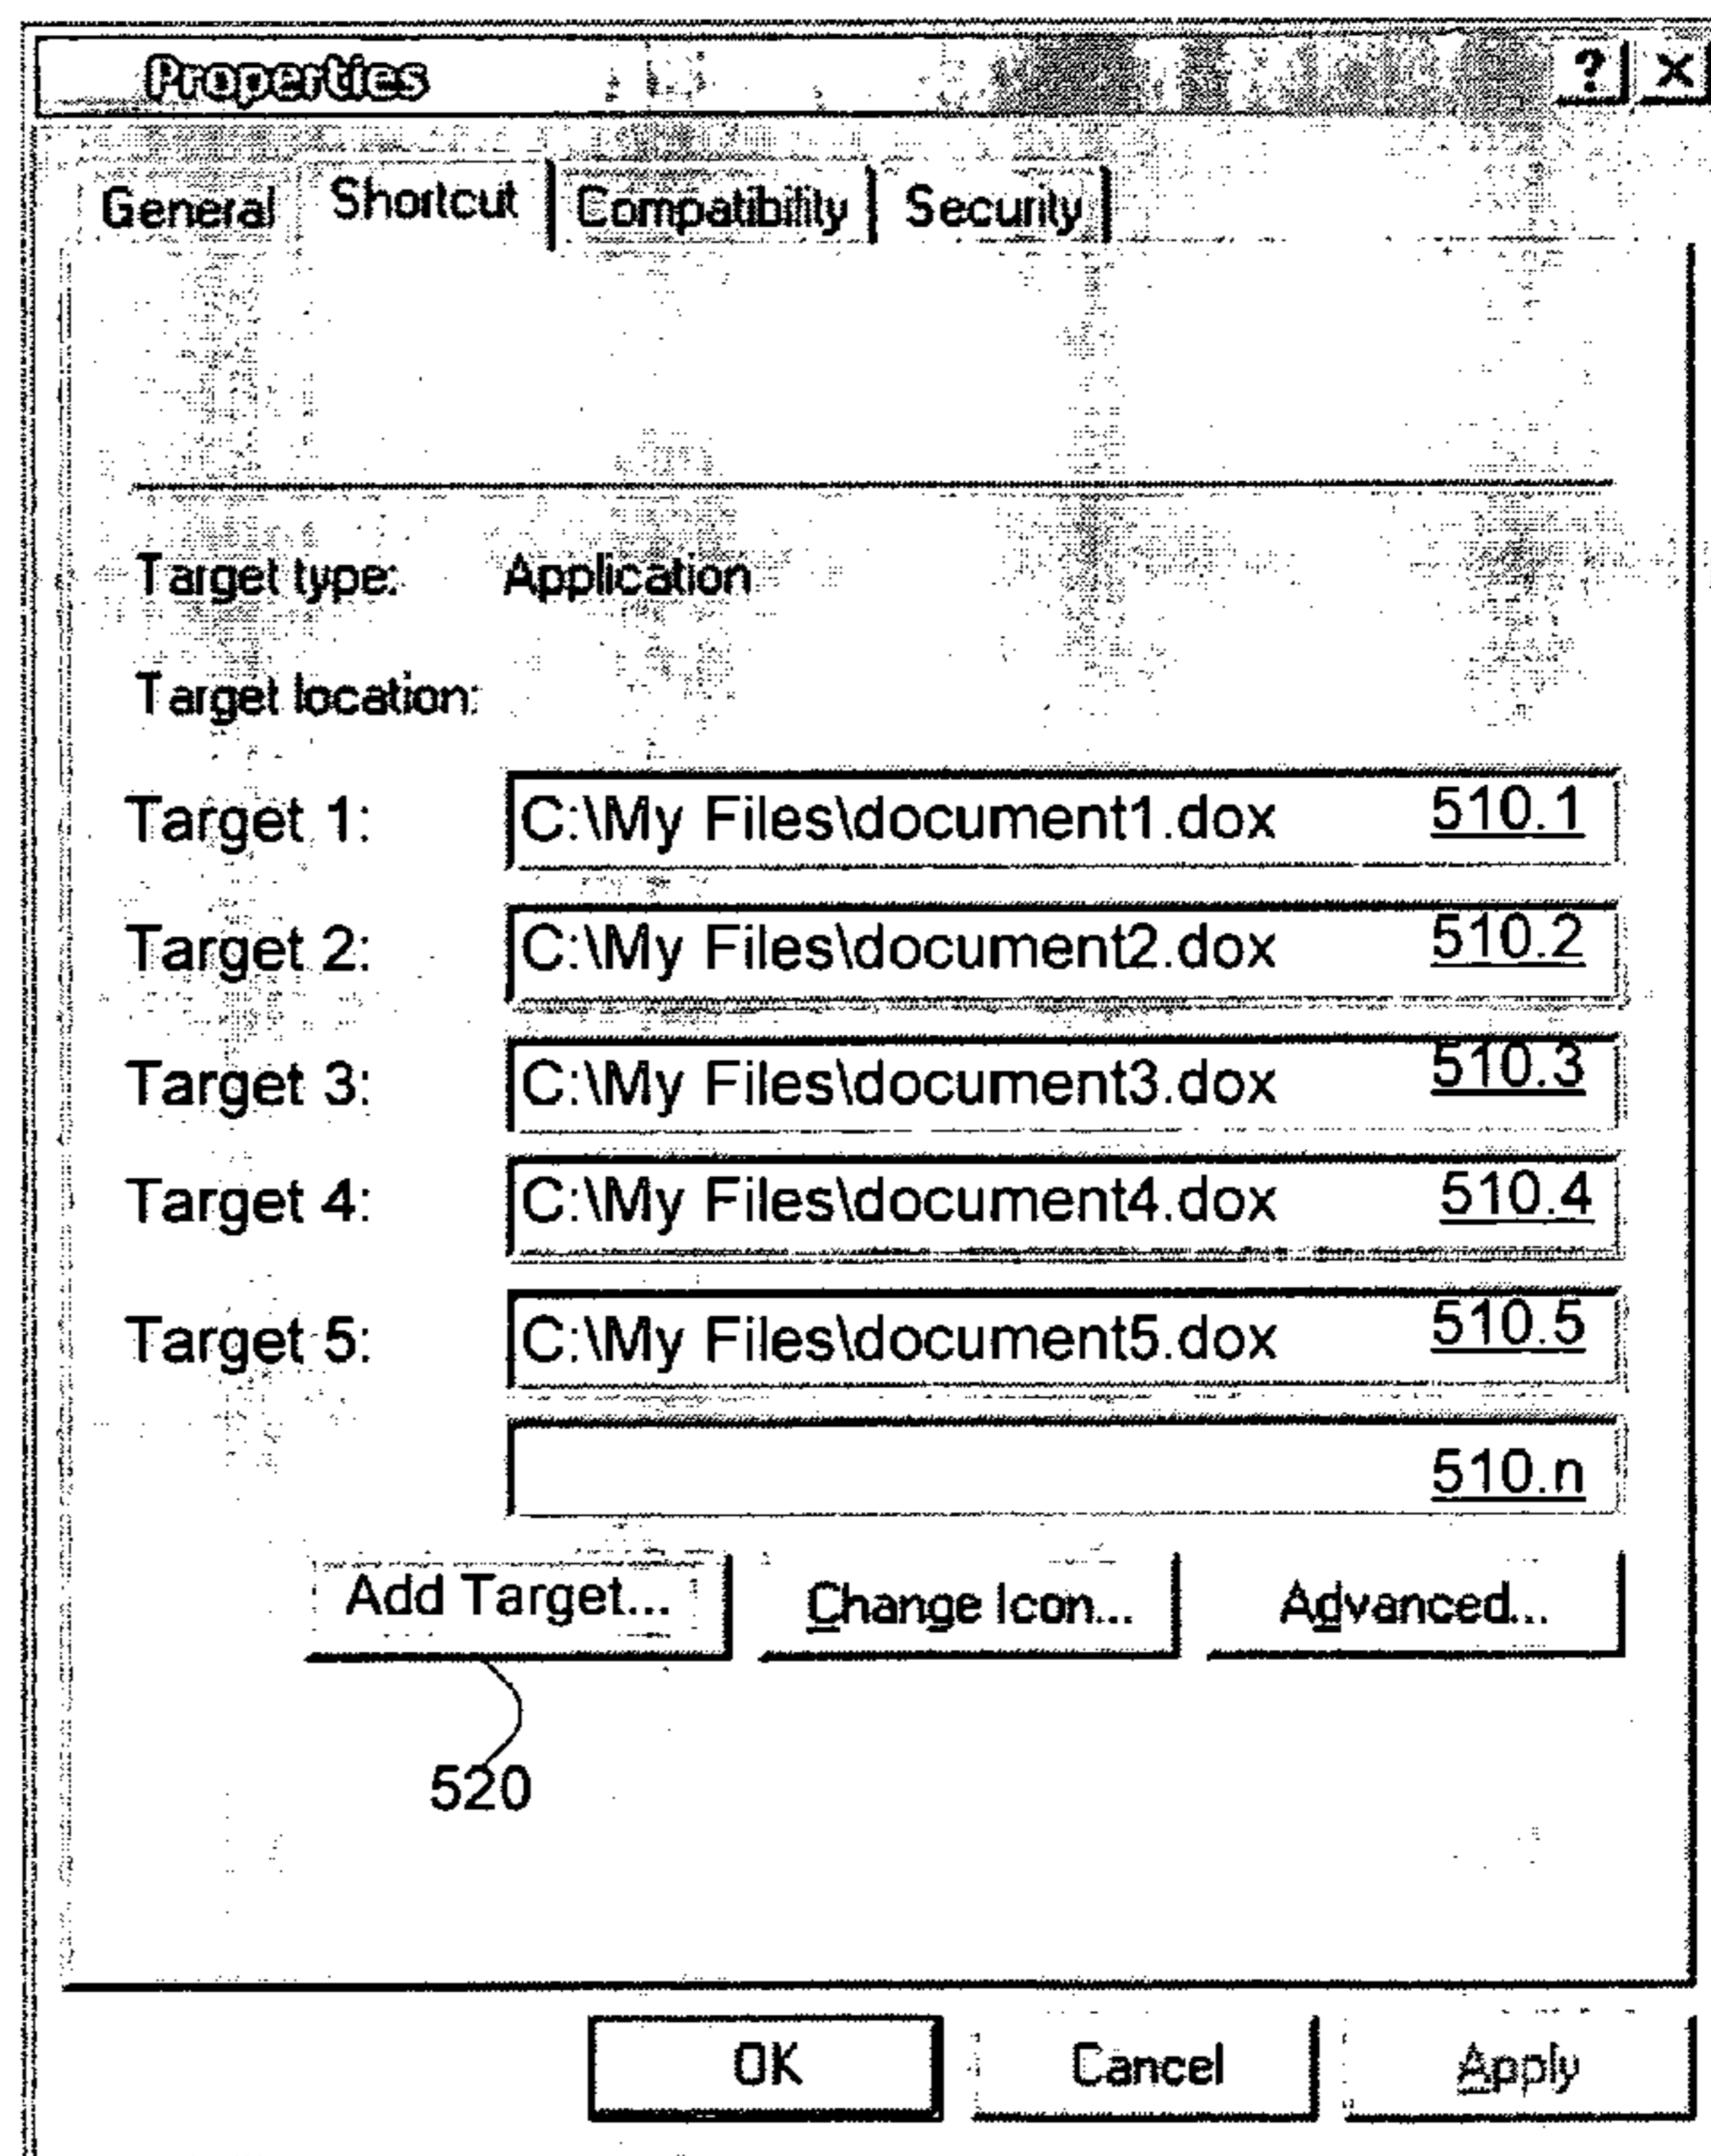 Properties ? X
General Shortcut Compatibility Security
Target type: Application
Target location:
Target 1: C:\My Files\document1.dox 510.1
Target 2: C:\My Files\document2.dox 510.2
Target 3: C:\My Files\document3.dox 510.3
Target 4: C:\My Files\document4.dox 510.4
Target 5: C:\My Files\document5.dox 510.5
510.n
Add Target... Change Icon... Advanced...
520
OK Cancel Apply